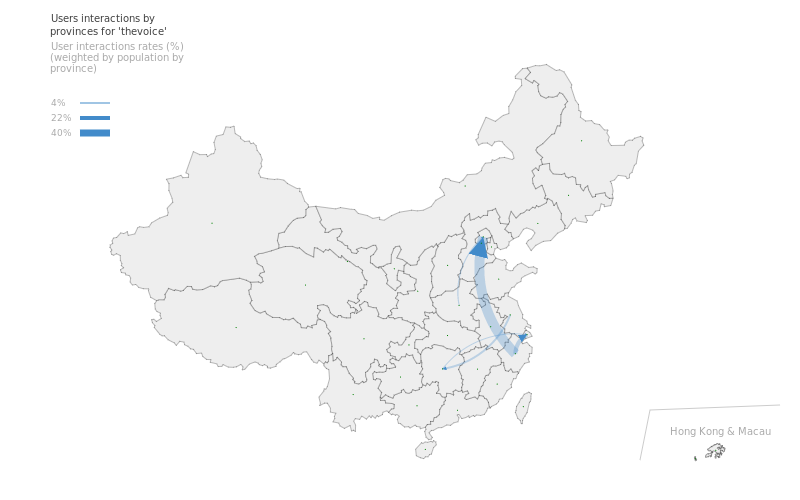 Users interactions by
provinces for 'thevoice'
User interactions rates (%)
(weighted by population by
province)
4%
22%
40%
Hong Kong & Macau